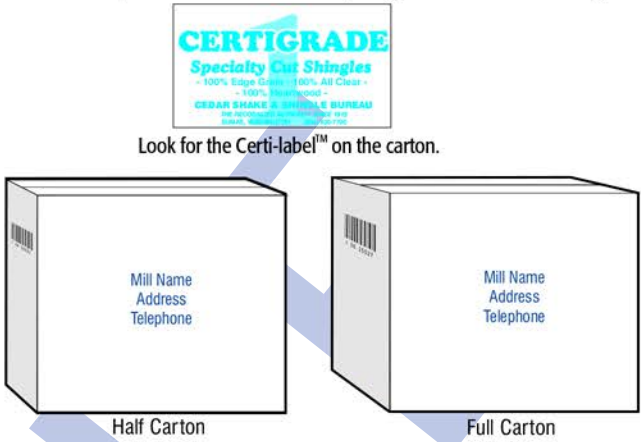 CERTIGRADE
Specialty Cut Shingles
- 100% Edge Grain - 100% All Clear -
- 100% Heartwood -
CEDAR SHAKE & SHINGLE BUREAU
Look for the Certi-label™ on the carton.
Mill Name
Address
Telephone
Mill Name
Address
Telephone
Half Carton
Full Carton